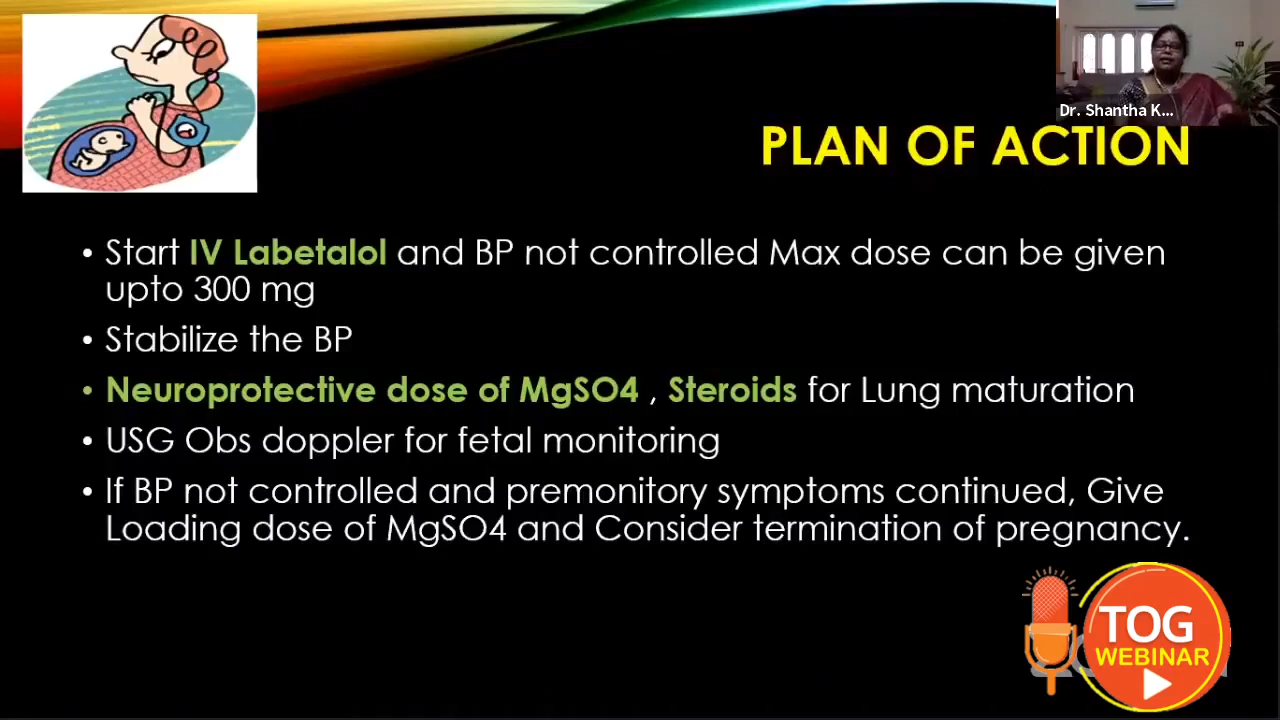 Dr. Shantha K...
PLAN OF ACTION
• Start IV Labetalol and BP not controlled Max dose can be given
upto 300 mg
• Stabilize the BP
• Neuroprotective dose of MgSO4 , Steroids for Lung maturation
• USG Obs doppler for fetal monitoring
• If BP not controlled and premonitory symptoms continued, Give
Loading dose of MgSO4 and Consider termination of pregnancy.
TOG
WEBINAR